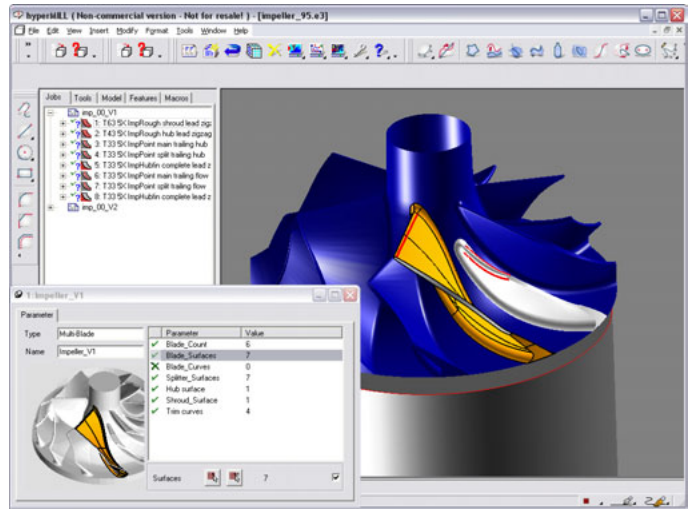 hyperMILL ( Non-commercial version - Not for resale! ) - [impeller_95.e3]
File Edit View Insert Modify Format Tools Window Help
Jobs Tools Model Features Macros
imp_00_V1
1: T63 5X ImpRough shroud lead zigz
2: T43 5X ImpRough hub lead zigzag
3: T33 5X ImpPoint main trailing hub
4: T33 5X ImpPoint split trailing hub
5: T33 5X ImpHubfin complete lead z
6: T33 5X ImpPoint main trailing flow
7: T33 5X ImpPoint split trailing flow
8: T33 5X ImpHubfin complete lead z
imp_00_V2
1: Impeller_V1
Parameter
Type Multi-Blade
Name Impeller_V1
Parameter Value
Blade_Count 6
Blade_Surfaces 7
Blade_Curves 0
Splitter_Surfaces 7
Hub surface 1
Shroud_Surface 1
Trim curves 4
Surfaces 7